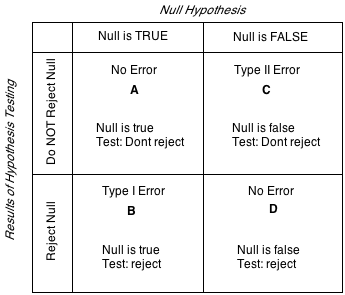 Null Hypothesis
Null is TRUE
Null is FALSE
Results of Hypothesis Testing
Do NOT Reject Null
No Error
A
Null is true
Test: Dont reject
Type II Error
C
Null is false
Test: Dont reject
Reject Null
Type I Error
B
Null is true
Test: reject
No Error
D
Null is false
Test: reject